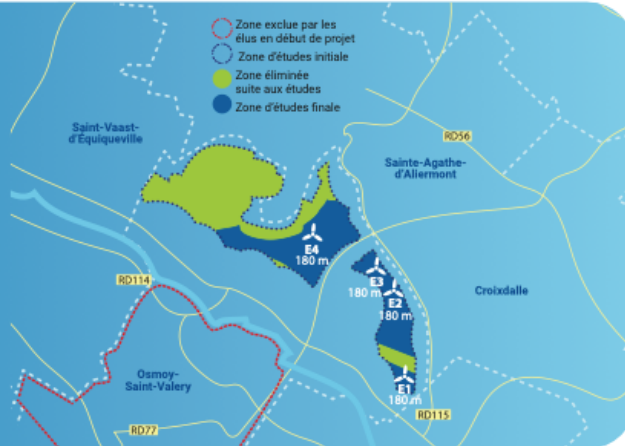 Zone exclue par les
élus en début de projet
Zone d'études initiale
Zone éliminée
suite aux études
Zone d'études finale
Saint-Vaast-
d'Équiqueville
RD56
Sainte-Agathe-
d'Aliermont
E4
180 m
E3
180 m
E2
180 m
Croixdalle
RD114
Osmoy-
Saint-Valery
E1
180 m
RD115
RD77